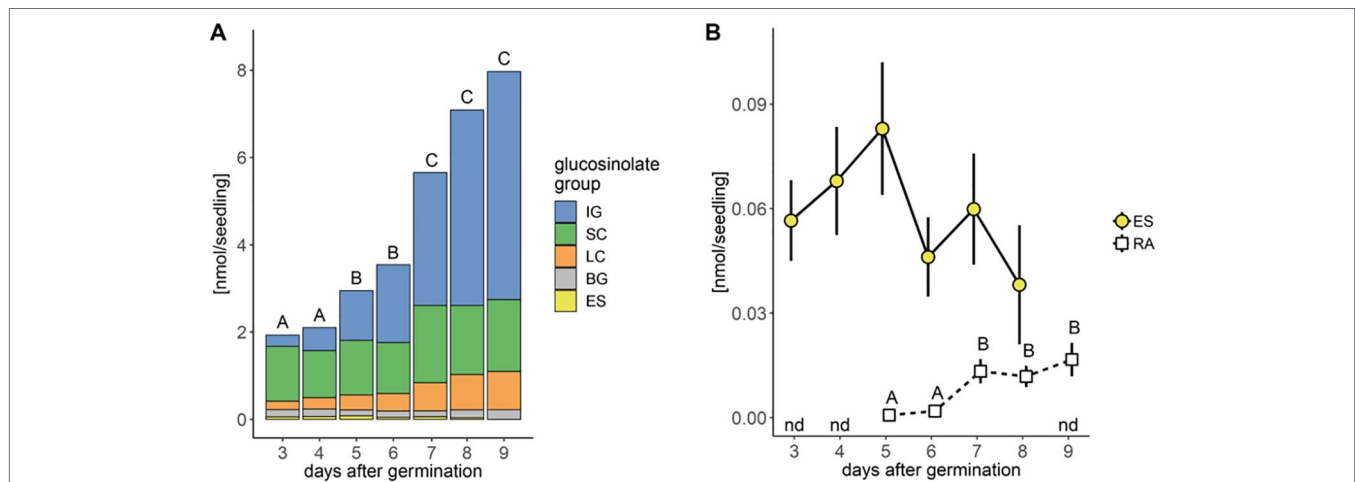 A
[nmol/seedling]
8
6
4
2
0
A
A
B
B
C
C
C
3 4 5 6 7 8 9
days after germination
glucosinolate
group
IG
SC
LC
BG
ES
B
[nmol/seedling]
0.09
0.06
0.03
0.00
A
A
B
B
B
nd nd nd
3 4 5 6 7 8 9
days after germination
ES
RA